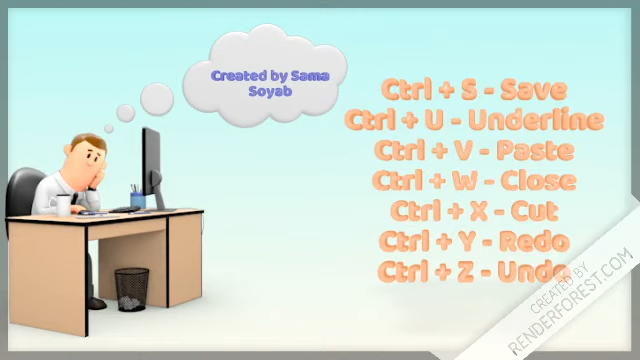 Created by Sama
Soyab
Ctrl + S - Save
Ctrl + U - Underline
Ctrl + V - Paste
Ctrl + W - Close
Ctrl + X - Cut
Ctrl + Y - Redo
Ctrl + Z - Undo
CREATED BY
RENDERFOREST.COM